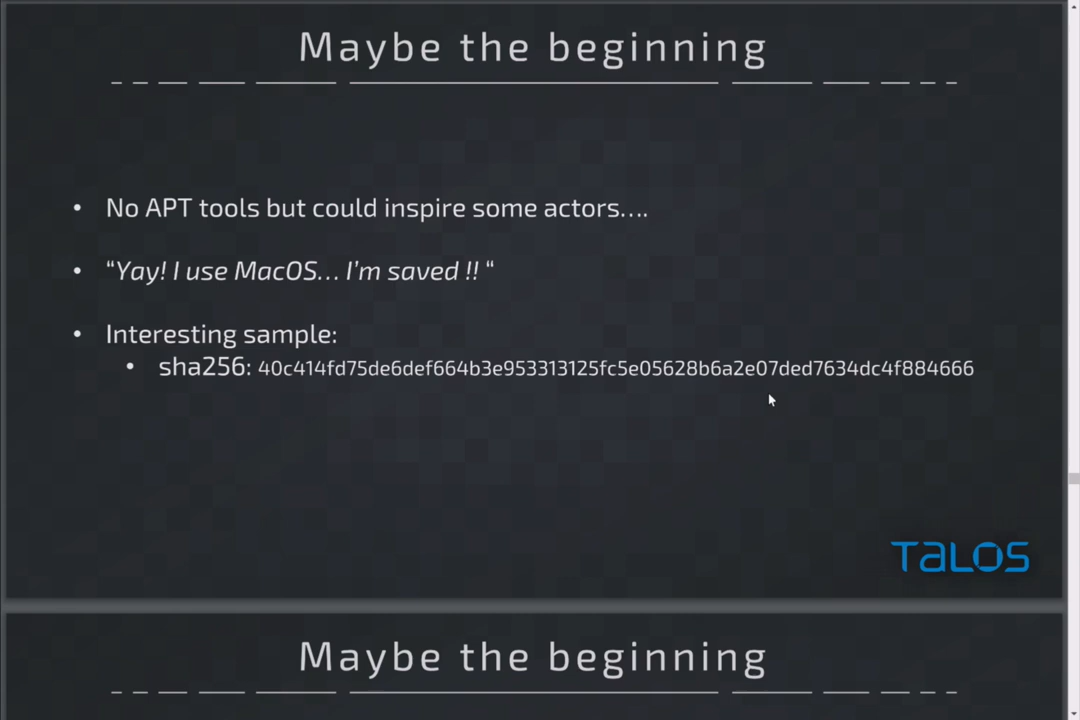 Maybe the beginning
• No APT tools but could inspire some actors....
• “Yay! I use MacOS... I’m saved !! “
• Interesting sample:
• sha256: 40c414fd75de6def664b3e953313125fc5e05628b6a2e07ded7634dc4f884666
TALOS
Maybe the beginning